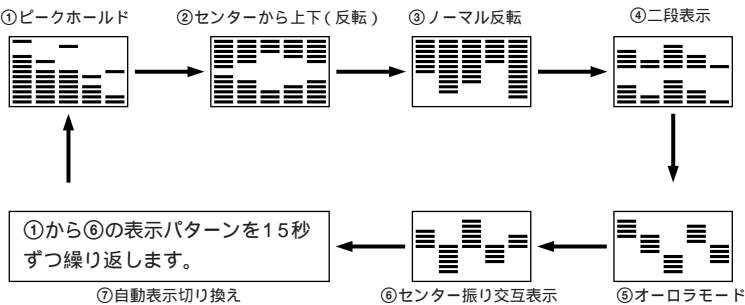 ①ピークホールド
②センターから上下(反転)
③ノーマル反転
④二段表示
①から⑥の表示パターンを15秒
ずつ繰り返します。
⑦自動表示切り換え
⑥センター振り交互表示
⑤オーロラモード